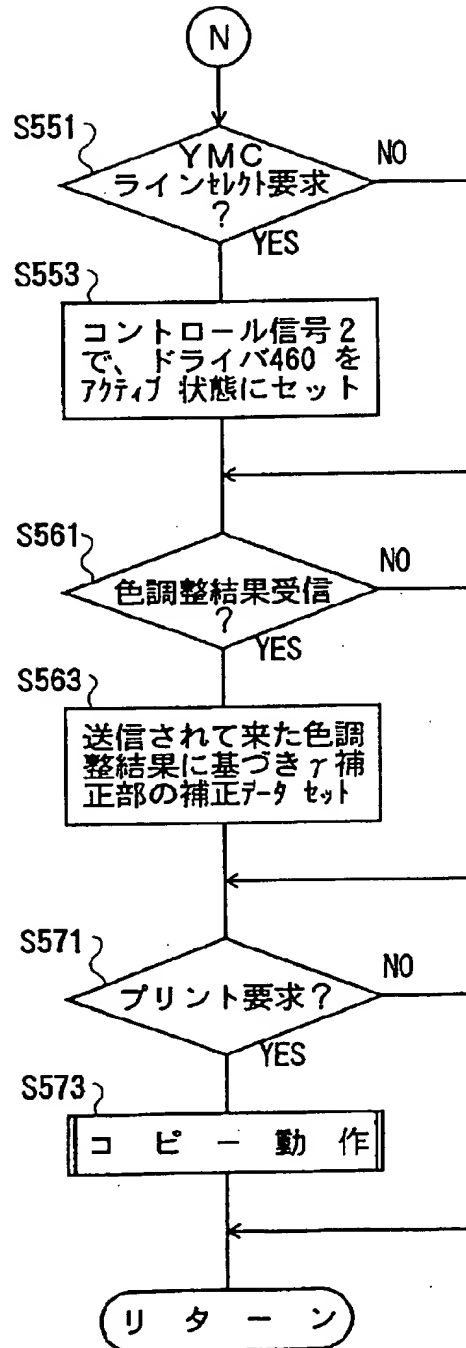 N
S551
YMC
ラインセレクト要求
?
NO
YES
S553
コントロール信号2
で、ドライバ460 を
アクティブ 状態にセット
S561
色調整結果受信
?
NO
YES
S563
送信されて来た色調
整結果に基づきγ補
正部の補正データ セット
S571
プリント要求?
NO
YES
S573
コピー動作
リターン